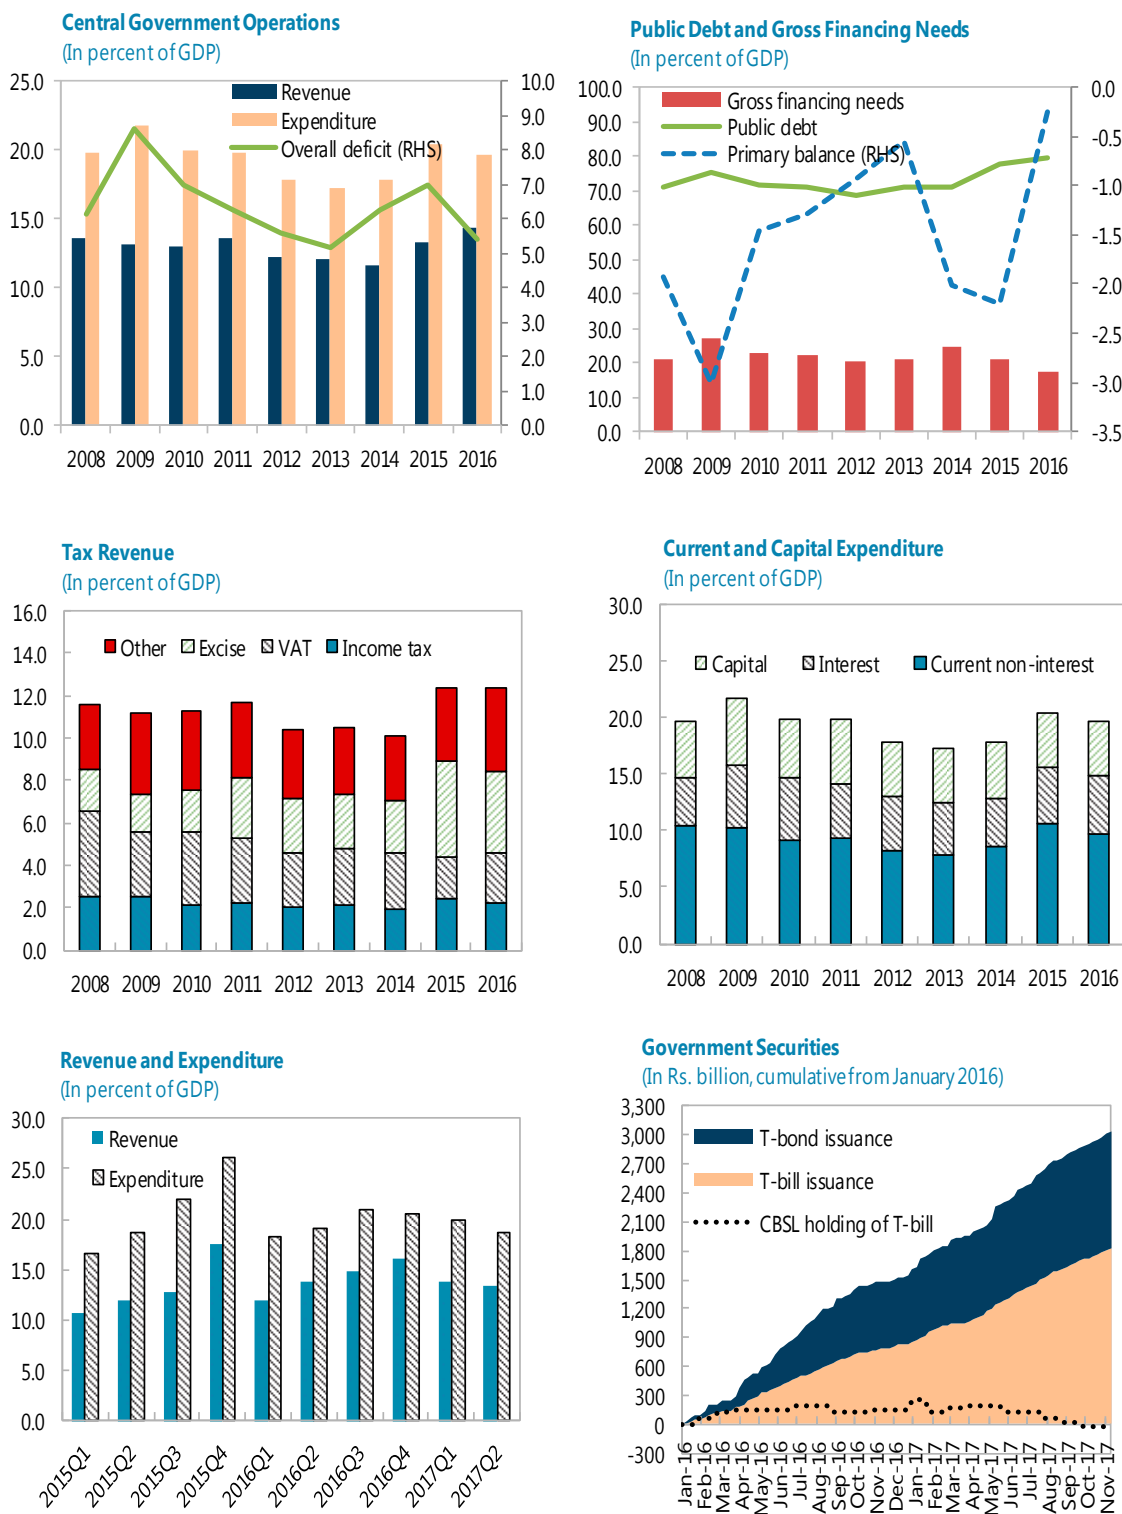 Central Government Operations
(In percent of GDP)
25.0
20.0
15.0
10.0
5.0
0.0
10.0
9.0
8.0
7.0
6.0
5.0
4.0
3.0
2.0
1.0
0.0
Revenue
Expenditure
Overall deficit (RHS)
2008 2009 2010 2011 2012 2013 2014 2015 2016
Public Debt and Gross Financing Needs
(In percent of GDP)
100.0
90.0
80.0
70.0
60.0
50.0
40.0
30.0
20.0
10.0
0.0
0.0
-0.5
-1.0
-1.5
-2.0
-2.5
-3.0
-3.5
Gross financing needs
Public debt
Primary balance (RHS)
2008 2009 2010 2011 2012 2013 2014 2015 2016
Tax Revenue
(In percent of GDP)
16.0
14.0
12.0
10.0
8.0
6.0
4.0
2.0
0.0
Other Excise VAT Income tax
2008 2009 2010 2011 2012 2013 2014 2015 2016
Current and Capital Expenditure
(In percent of GDP)
30.0
25.0
20.0
15.0
10.0
5.0
0.0
Capital Interest Current non-interest
2008 2009 2010 2011 2012 2013 2014 2015 2016
Revenue and Expenditure
(In percent of GDP)
30.0
25.0
20.0
15.0
10.0
5.0
0.0
Revenue
Expenditure
2015Q1 2015Q2 2015Q3 2015Q4 2016Q1 2016Q2 2016Q3 2016Q4 2017Q1 2017Q2
Government Securities
(In Rs. billion, cumulative from January 2016)
3,300
3,000
2,700
2,400
2,100
1,800
1,500
1,200
900
600
300
0
-300
T-bond issuance
T-bill issuance
CBSL holding of T-bill
Jan-16 Feb-16 Mar-16 Apr-16 May-16 Jun-16 Jul-16 Aug-16 Sep-16 Oct-16 Nov-16 Dec-16 Jan-17 Feb-17 Mar-17 Apr-17 May-17 Jun-17 Jul-17 Aug-17 Sep-17 Oct-17 Nov-17